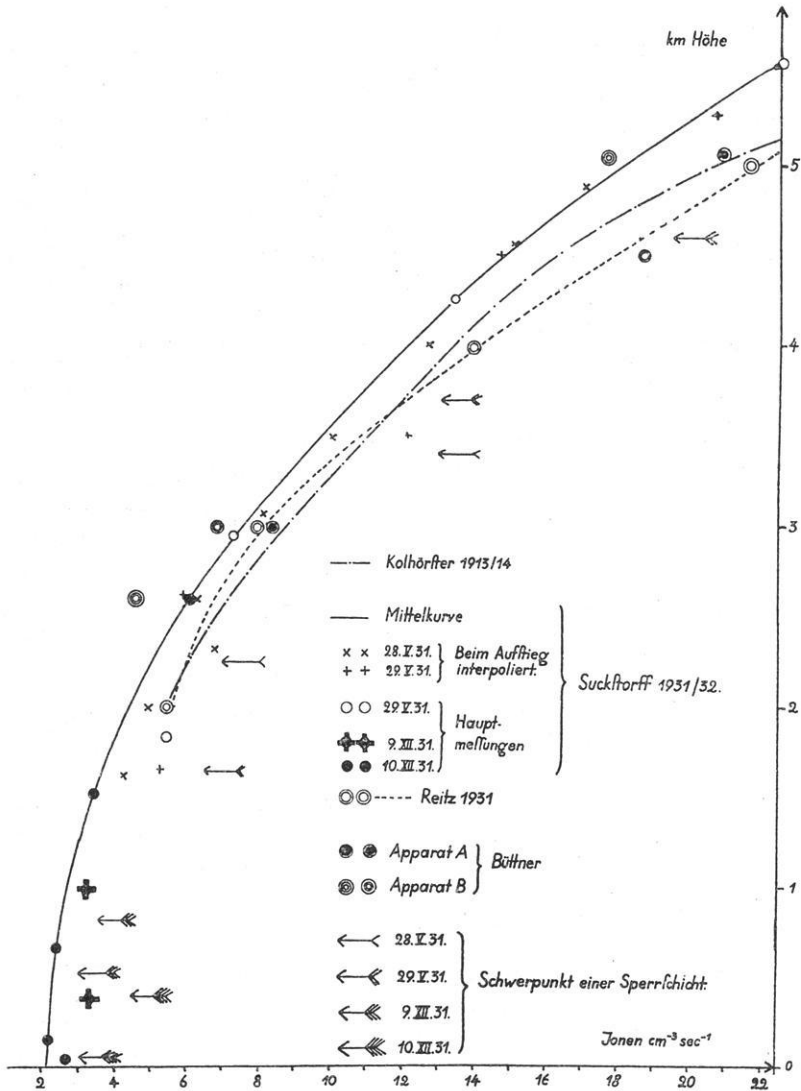 km Höhe
5
4
3
Kolhörster 1913/14
Mittelkurve
28.V.31.
29.V.31.
Beim Aufstieg
interpoliert.
Suckstorff 1931/32.
29.V.31.
9.XII.31.
10.XII.31.
Haupt-
messungen
2
Reitz 1931
Apparat A
Apparat B
Büttner
1
28.V.31.
29.V.31.
9.XII.31.
10.XII.31.
Schwerpunkt einer Sperrschicht.
Jonen cm⁻³ sec⁻¹
0
2 4 6 8 10 12 14 16 18 20 22